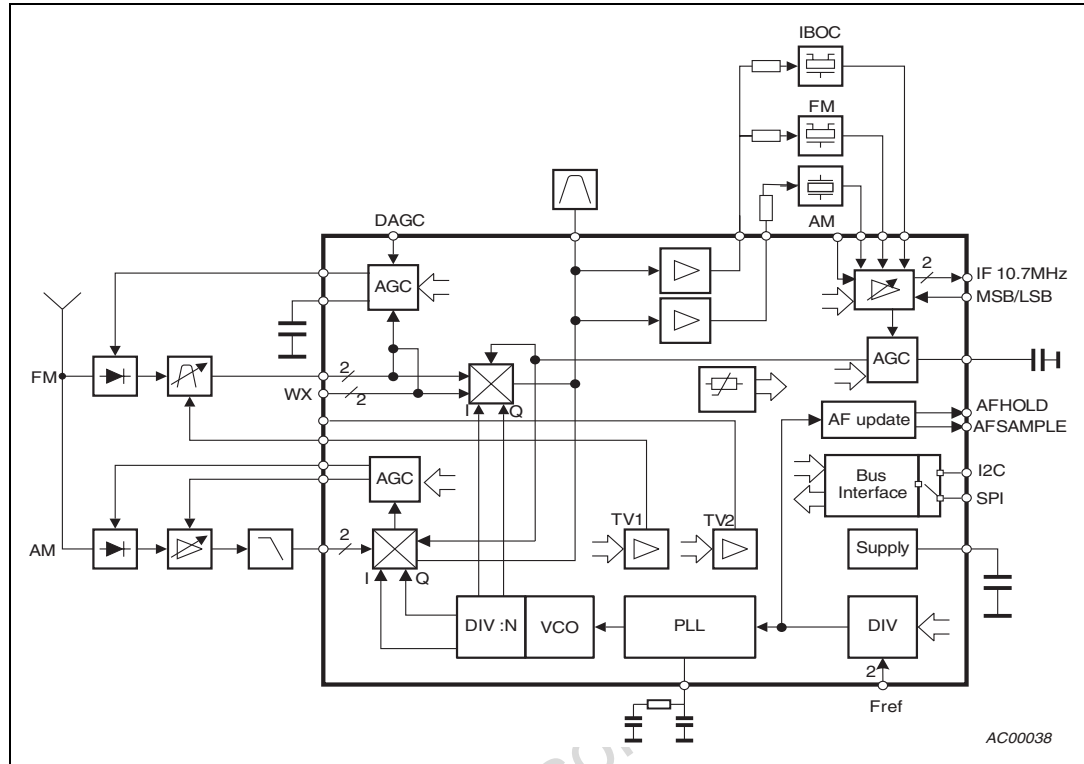 IBOC
FM
DAGC
AM
AGC
2
IF 10.7MHz
MSB/LSB
FM
2
WX
2
I
Q
AGC
AF update
AFHOLD
AFSAMPLE
AGC
Bus
Interface
I2C
SPI
AM
2
I
Q
TV1
TV2
Supply
DIV :N
VCO
PLL
DIV
2
Fref
AC00038